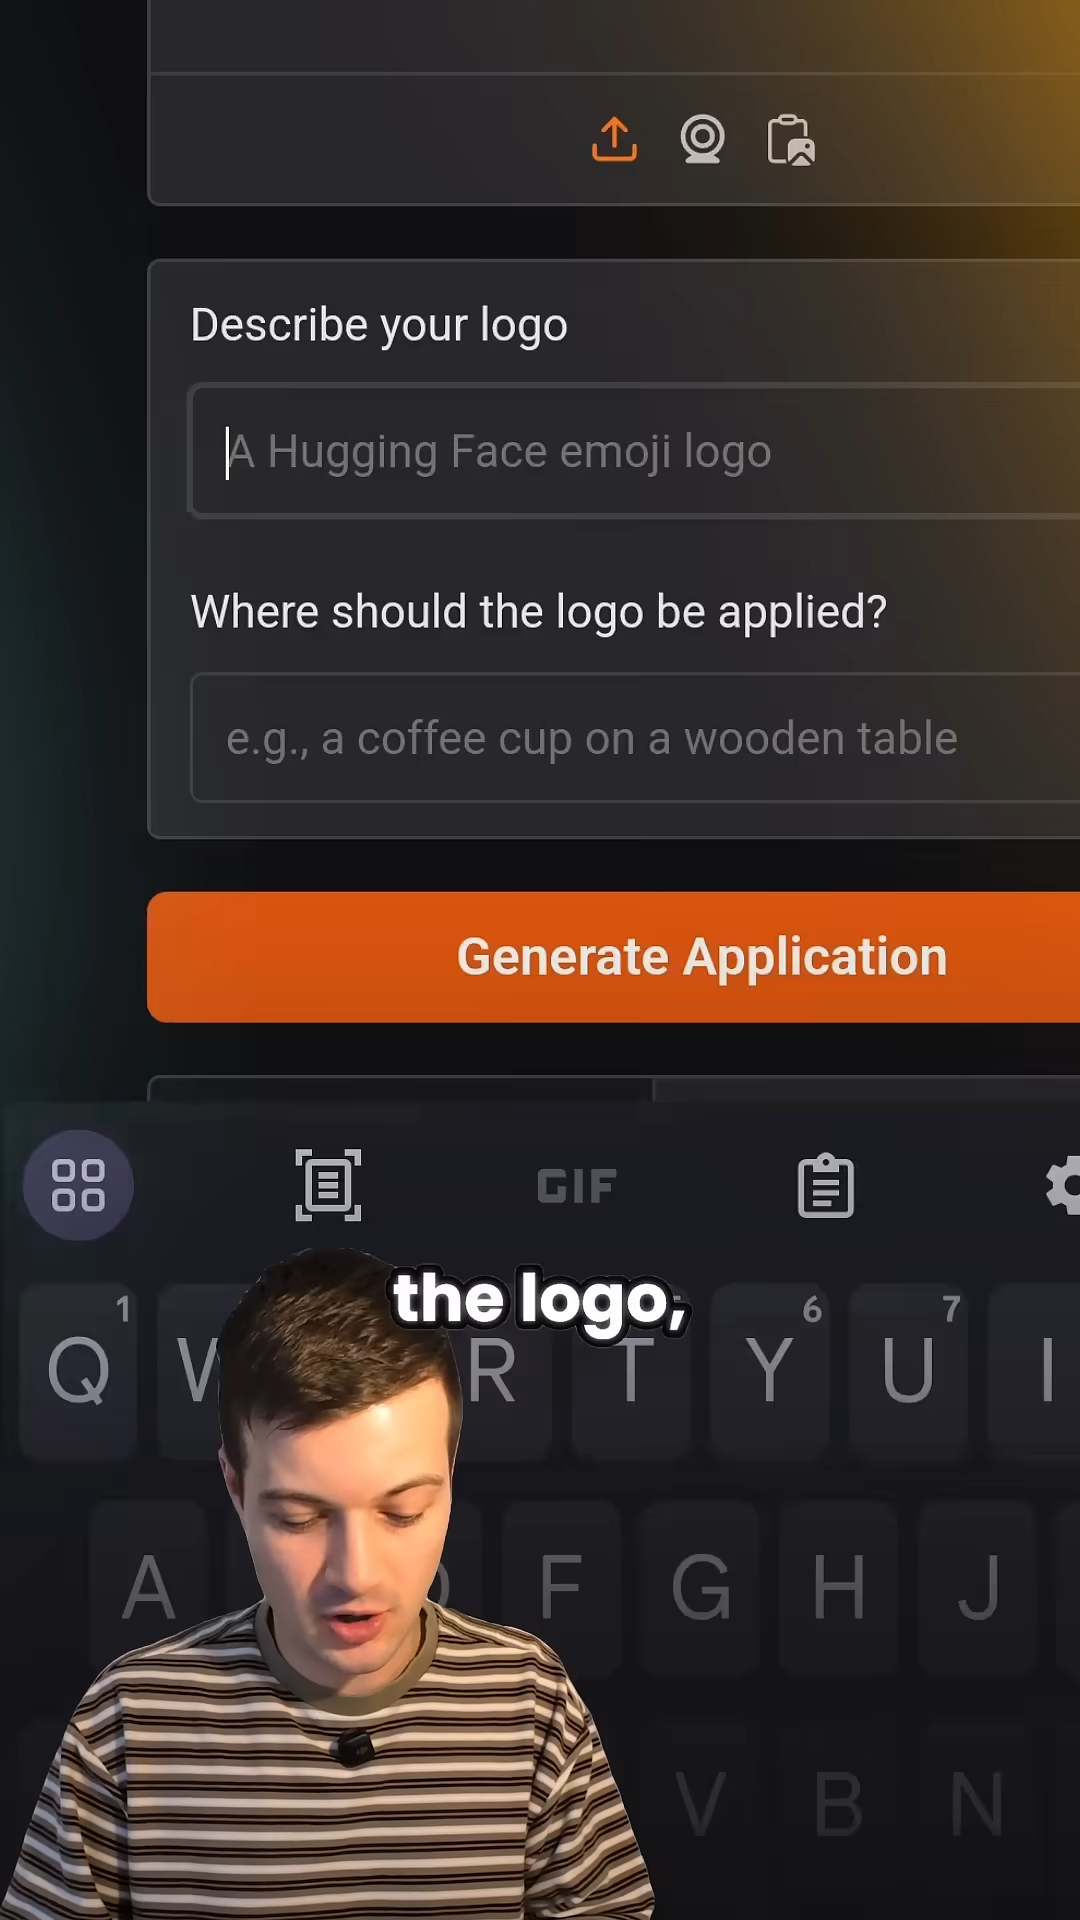 Describe your logo
A Hugging Face emoji logo
Where should the logo be applied?
e.g., a coffee cup on a wooden table
Generate Application
GIF
the logo,
1 6 7
Q W R T Y U I
A F G H J
V B N